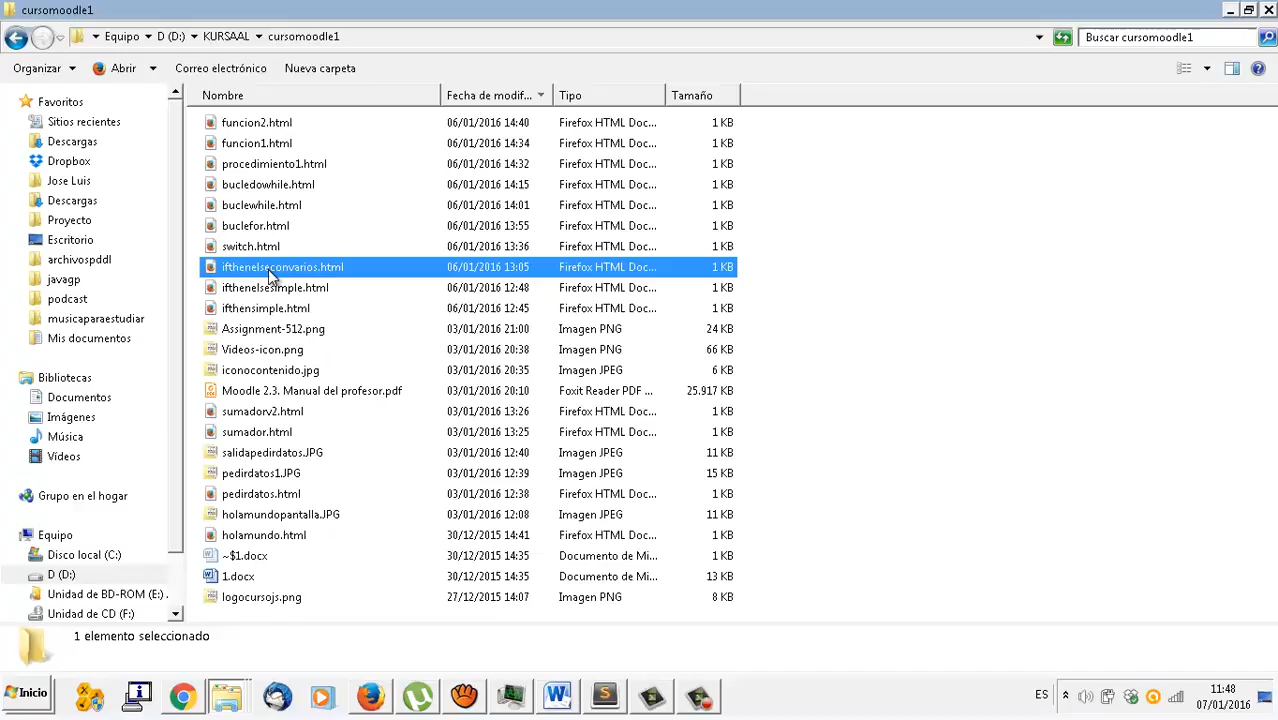 cursomoodle1
Equipo D (D:) KURSAAL cursomoodle1 Buscar cursomoodle1
Organizar Abrir Correo electrónico Nueva carpeta
Favoritos
Sitios recientes
Descargas
Dropbox
Jose Luis
Descargas
Proyecto
Escritorio
archivospddl
javagp
podcast
musicaparaestudiar
Mis documentos
Bibliotecas
Documentos
Imágenes
Música
Vídeos
Grupo en el hogar
Equipo
Disco local (C:)
D (D:)
Unidad de BD-ROM (E:) .
Unidad de CD (F:)
Nombre Fecha de modif... Tipo Tamaño
funcion2.html 06/01/2016 14:40 Firefox HTML Doc... 1 KB
funcion1.html 06/01/2016 14:34 Firefox HTML Doc... 1 KB
procedimiento1.html 06/01/2016 14:32 Firefox HTML Doc... 1 KB
bucledowhile.html 06/01/2016 14:15 Firefox HTML Doc... 1 KB
buclewhile.html 06/01/2016 14:01 Firefox HTML Doc... 1 KB
buclefor.html 06/01/2016 13:55 Firefox HTML Doc... 1 KB
switch.html 06/01/2016 13:36 Firefox HTML Doc... 1 KB
ifthenelseconvarios.html 06/01/2016 13:05 Firefox HTML Doc... 1 KB
ifthenelsesimple.html 06/01/2016 12:48 Firefox HTML Doc... 1 KB
ifthensimple.html 06/01/2016 12:45 Firefox HTML Doc... 1 KB
Assignment-512.png 03/01/2016 21:00 Imagen PNG 24 KB
Videos-icon.png 03/01/2016 20:38 Imagen PNG 66 KB
iconocontenido.jpg 03/01/2016 20:35 Imagen JPEG 6 KB
Moodle 2.3. Manual del profesor.pdf 03/01/2016 20:10 Foxit Reader PDF ... 25.917 KB
sumadorv2.html 03/01/2016 13:26 Firefox HTML Doc... 1 KB
sumador.html 03/01/2016 13:25 Firefox HTML Doc... 1 KB
salidapedirdatos.JPG 03/01/2016 12:40 Imagen JPEG 11 KB
pedirdatos1.JPG 03/01/2016 12:39 Imagen JPEG 15 KB
pedirdatos.html 03/01/2016 12:38 Firefox HTML Doc... 1 KB
holamundopantalla.JPG 03/01/2016 12:08 Imagen JPEG 11 KB
holamundo.html 30/12/2015 14:41 Firefox HTML Doc... 1 KB
~$1.docx 30/12/2015 14:35 Documento de Mi... 1 KB
1.docx 30/12/2015 14:35 Documento de Mi... 13 KB
logocursojs.png 27/12/2015 14:07 Imagen PNG 8 KB
1 elemento seleccionado
Inicio ES 11:48
07/01/2016